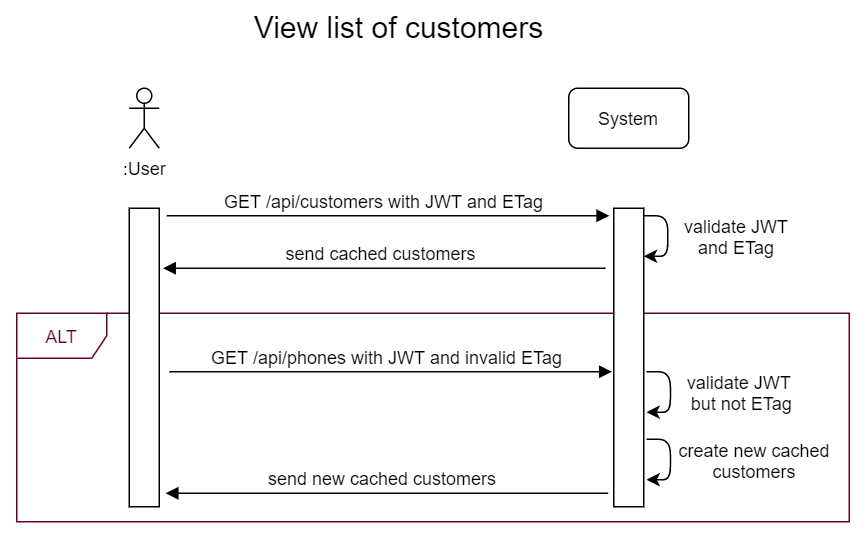 View list of customers
System
:User
GET /api/customers with JWT and ETag
validate JWT
and ETag
send cached customers
ALT
GET /api/phones with JWT and invalid ETag
validate JWT
but not ETag
create new cached
customers
send new cached customers